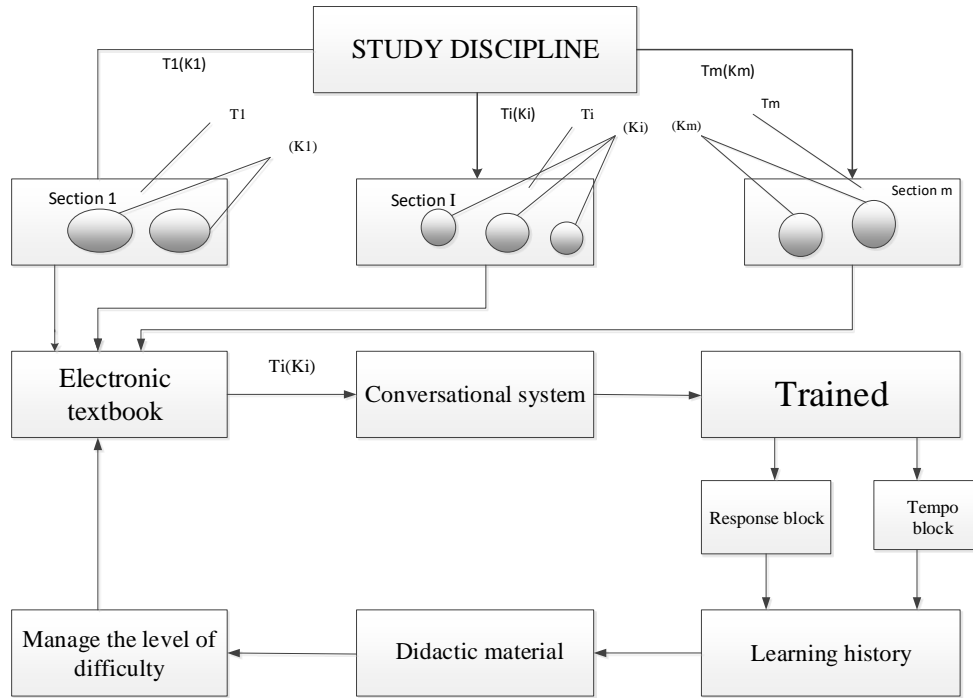 STUDY DISCIPLINE
T1(K1)
Tm(Km)
Ti(Ki)
T1
Ti
(Ki)
(Km)
Tm
(K1)
Section 1
Section I
Section m
Electronic
textbook
Ti(Ki)
Conversational system
Trained
Response block
Tempo
block
Manage the level of
difficulty
Didactic material
Learning history